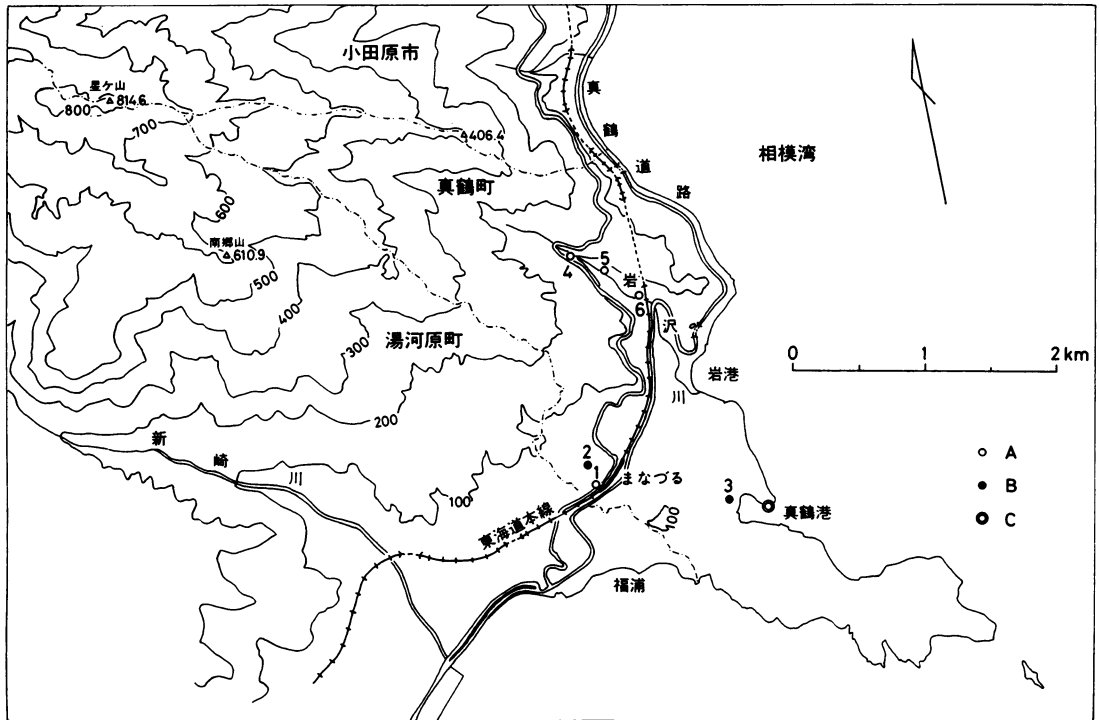 小田原市
星ケ山
△814.6
800
700
△406.4
真鶴道路
相模湾
真鶴町
600
南郷山
△610.9
500
4
5
岩沢川
6
400
湯河原町
300
0 1 2km
岩港
200
新崎川
2
1
まなづる
100
3
真鶴港
100
東海道本線
福浦
A
B
C